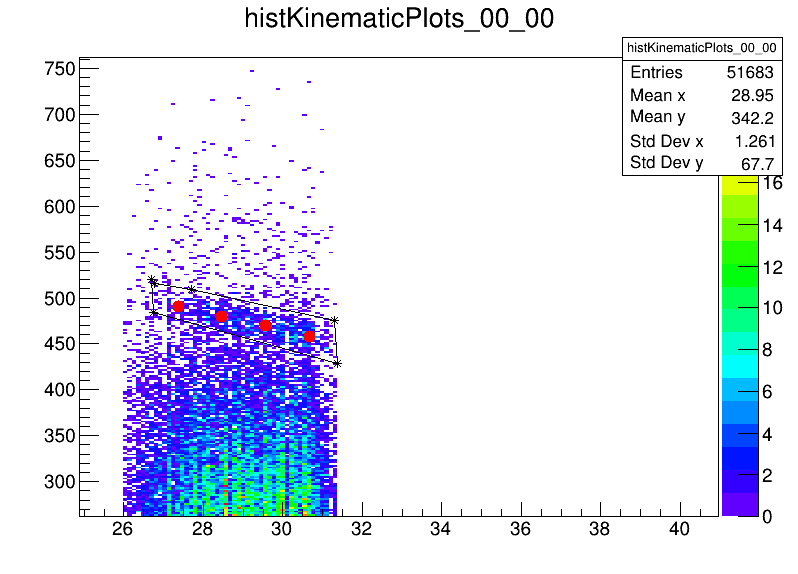 histKinematicPlots_00_00
histKinematicPlots_00_00
Entries 51683
Mean x 28.95
Mean y 342.2
Std Dev x 1.261
Std Dev y 67.7
750
700
650
600
550
500
450
400
350
300
26 28 30 32 34 36 38 40
16
14
12
10
8
6
4
2
0